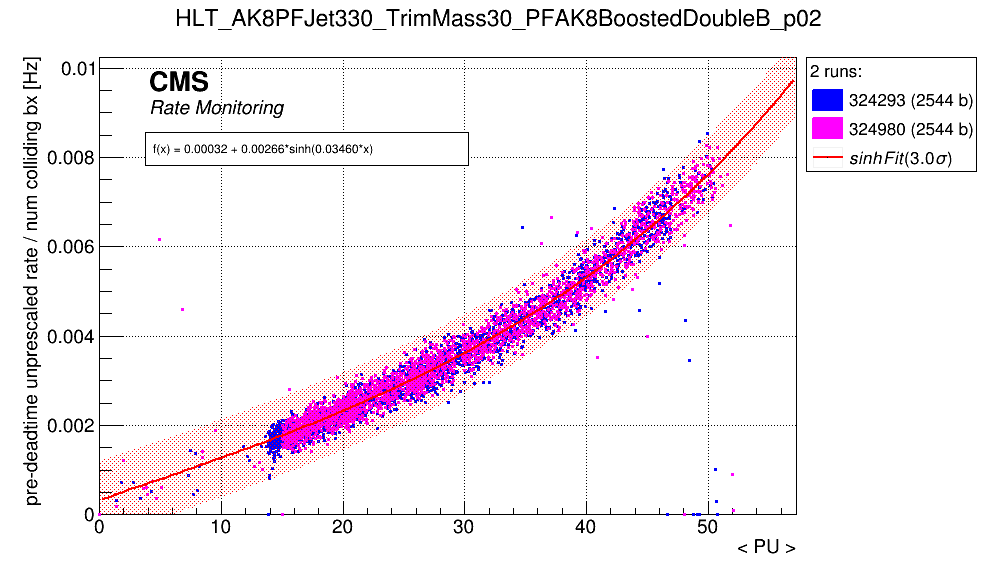 HLT_AK8PFJet330_TrimMass30_PFAK8BoostedDoubleB_p02
pre-deadtime unprescaled rate / num colliding bx [Hz]
CMS
Rate Monitoring
f(x) = 0.00032 + 0.00266*sinh(0.03460*x)
2 runs:
324293 (2544 b)
324980 (2544 b)
sinhFit(3.0σ)
0.01
0.008
0.006
0.004
0.002
0
0 10 20 30 40 50
< PU >